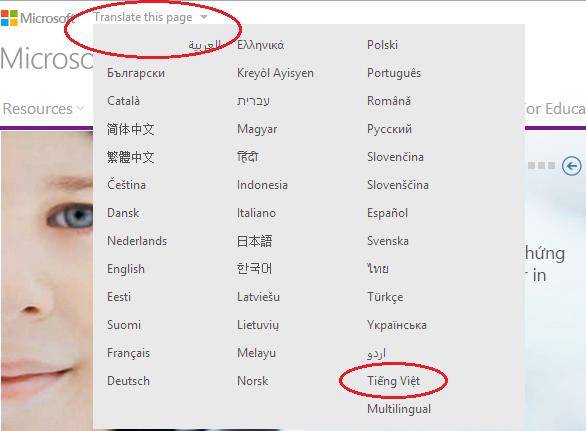 Microsoft Translate this page
Microso
Resources
For Educa
العربية
Български
Català
简体中文
繁體中文
Čeština
Dansk
Nederlands
English
Eesti
Suomi
Français
Deutsch
Ελληνικά
Kreyòl Ayisyen
עברית
Magyar
हिंदी
Indonesia
Italiano
日本語
한국어
Latviešu
Lietuvių
Melayu
Norsk
Polski
Português
Română
Русский
Slovenčina
Slovenščina
Español
Svenska
ไทย
Türkçe
Українська
اردو
Tiếng Việt
Multilingual
hứng
r in